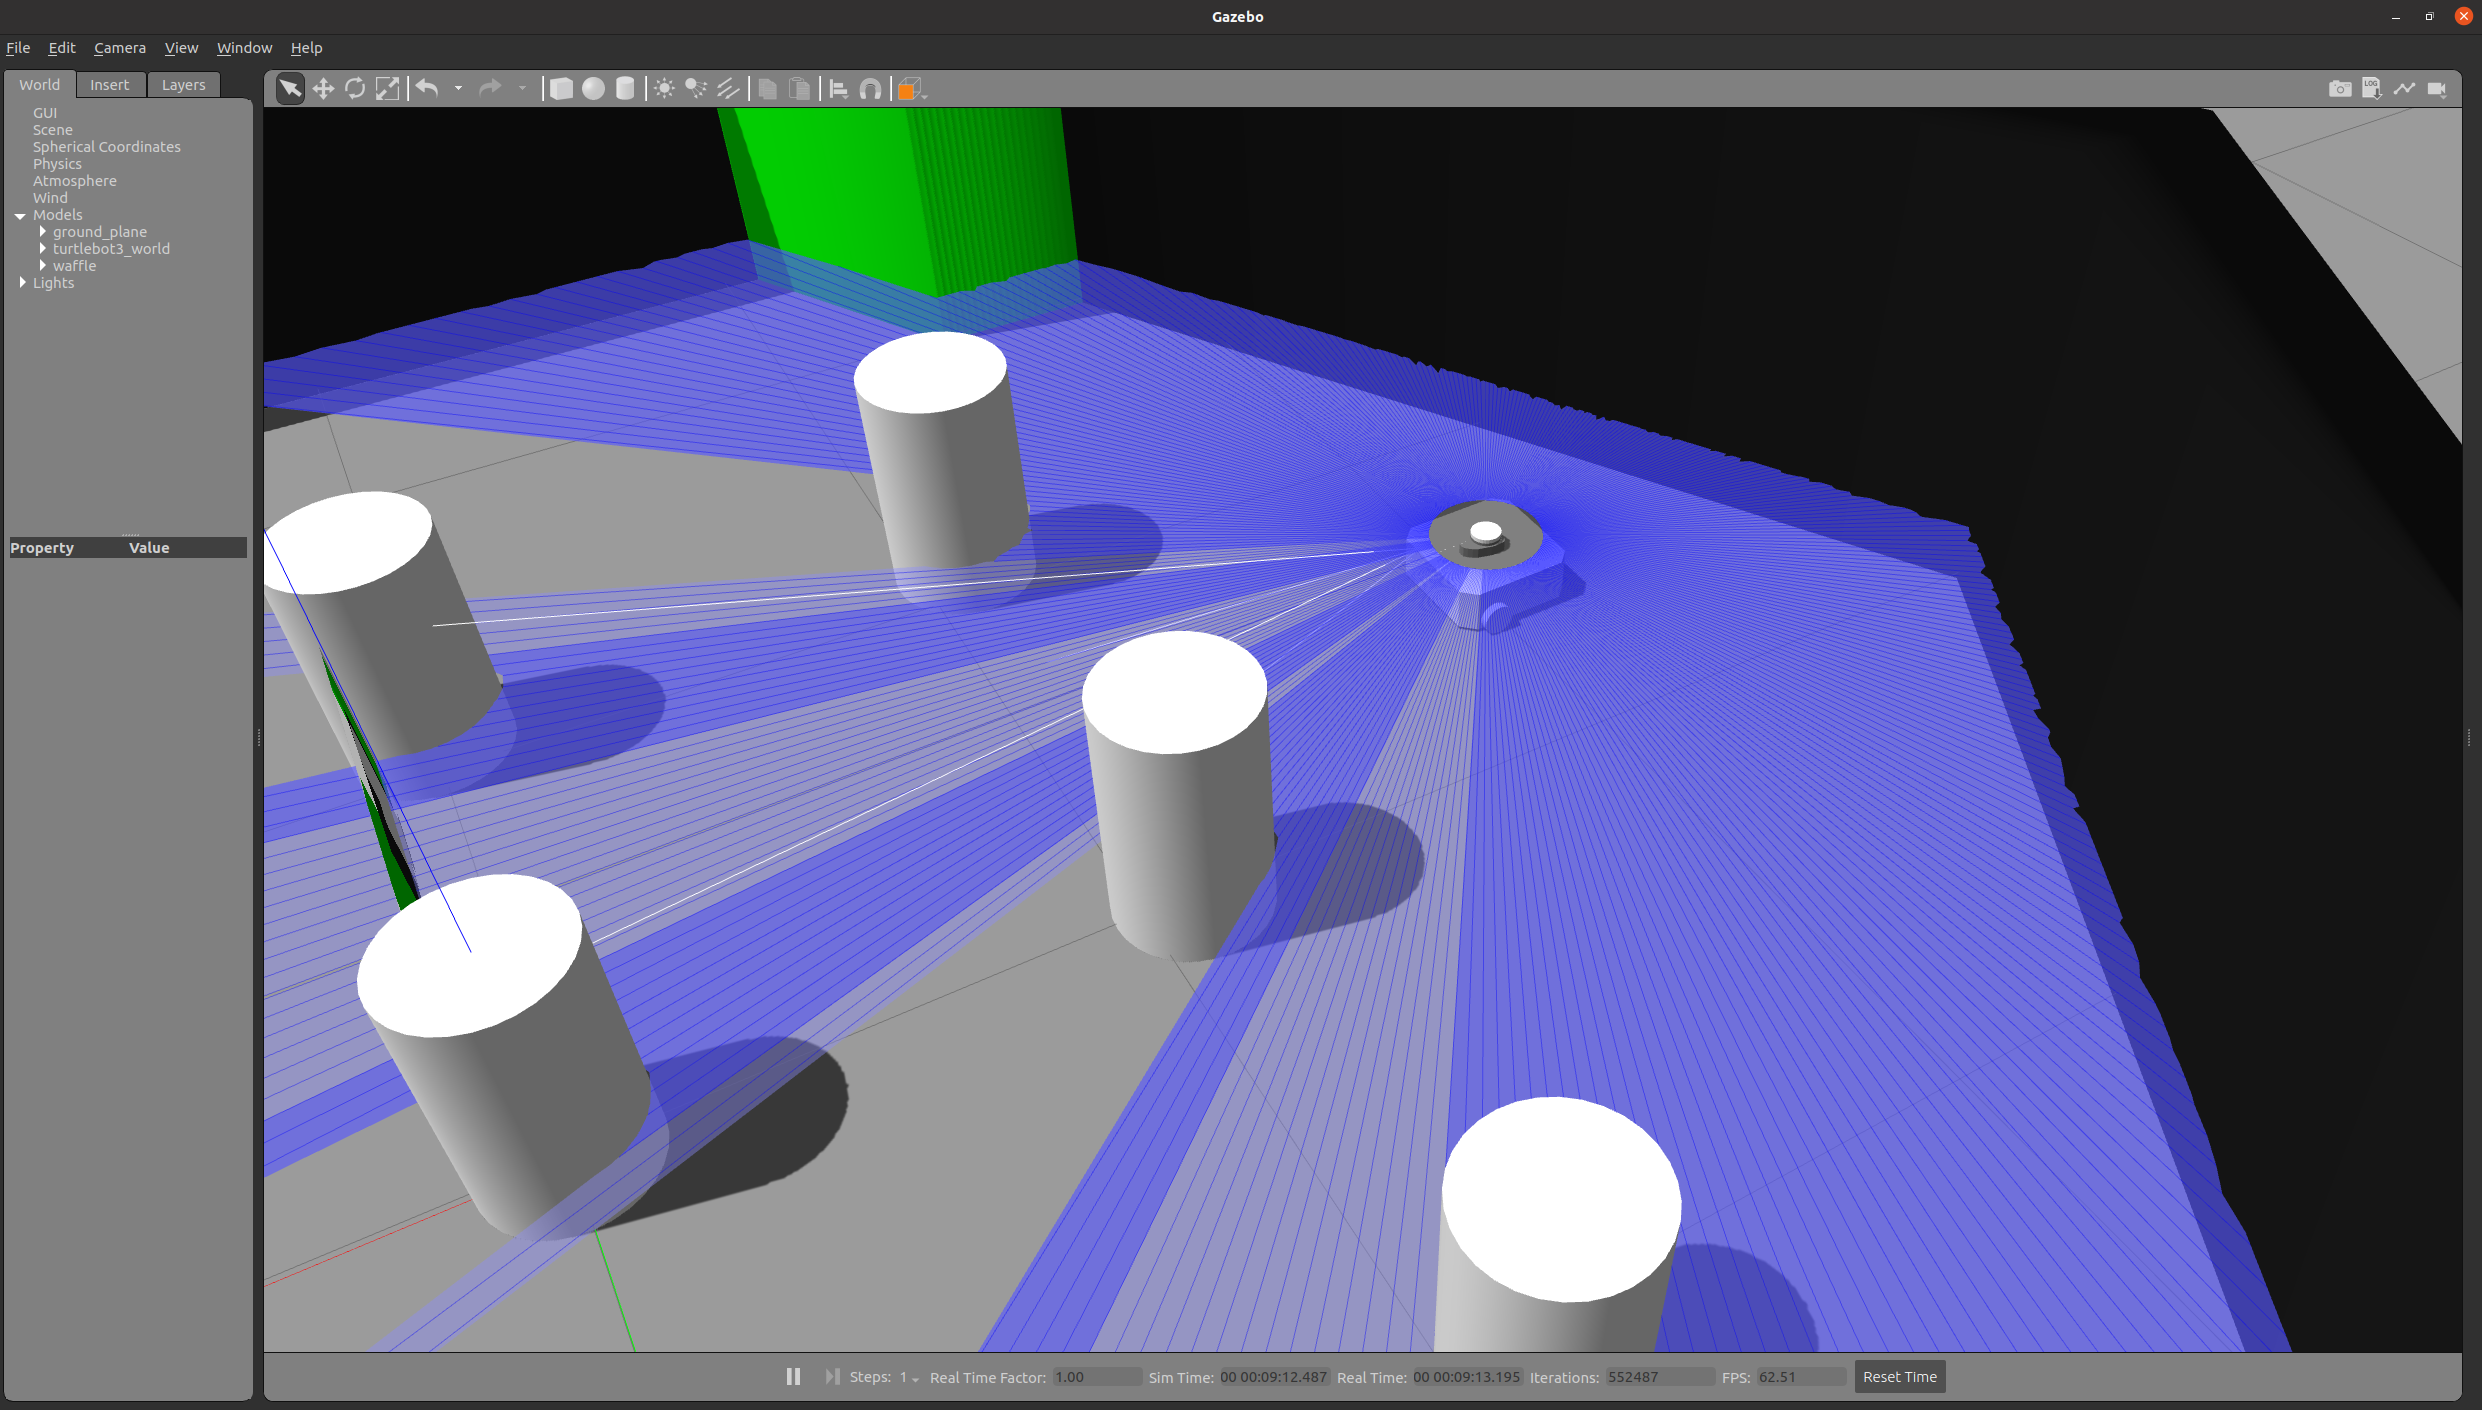 Gazebo
File Edit Camera View Window Help
World Insert Layers
GUI
Scene
Spherical Coordinates
Physics
Atmosphere
Wind
Models
ground_plane
turtlebot3_world
waffle
Lights
Property Value
LOG
Steps: 1 Real Time Factor: 1.00 Sim Time: 00 00:09:12.487 Real Time: 00 00:09:13.195 Iterations: 552487 FPS: 62.51 Reset Time